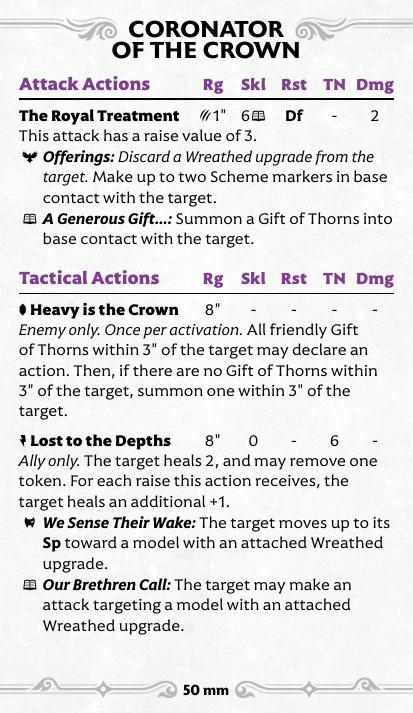 CORONATOR
OF THE CROWN
Attack Actions Rg Skl Rst TN Dmg
The Royal Treatment 1" 6 Df - 2
This attack has a raise value of 3.
Offerings: Discard a Wreathed upgrade from the
target. Make up to two Scheme markers in base
contact with the target.
A Generous Gift...: Summon a Gift of Thorns into
base contact with the target.
Tactical Actions Rg Skl Rst TN Dmg
Heavy is the Crown 8" - - - -
Enemy only. Once per activation. All friendly Gift
of Thorns within 3" of the target may declare an
action. Then, if there are no Gift of Thorns within
3" of the target, summon one within 3" of the
target.
Lost to the Depths 8" 0 - 6 -
Ally only. The target heals 2, and may remove one
token. For each raise this action receives, the
target heals an additional +1.
We Sense Their Wake: The target moves up to its
Sp toward a model with an attached Wreathed
upgrade.
Our Brethren Call: The target may make an
attack targeting a model with an attached
Wreathed upgrade.
50 mm